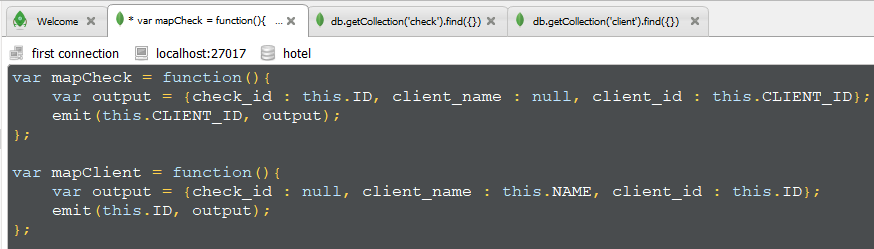 Welcome
* var mapCheck = function(){ ...
db.getCollection('check').find({})
db.getCollection('client').find({})
first connection localhost:27017 hotel
var mapCheck = function(){
    var output = {check_id : this.ID, client_name : null, client_id : this.CLIENT_ID};
    emit(this.CLIENT_ID, output);
};
var mapClient = function(){
    var output = {check_id : null, client_name : this.NAME, client_id : this.ID};
    emit(this.ID, output);
};